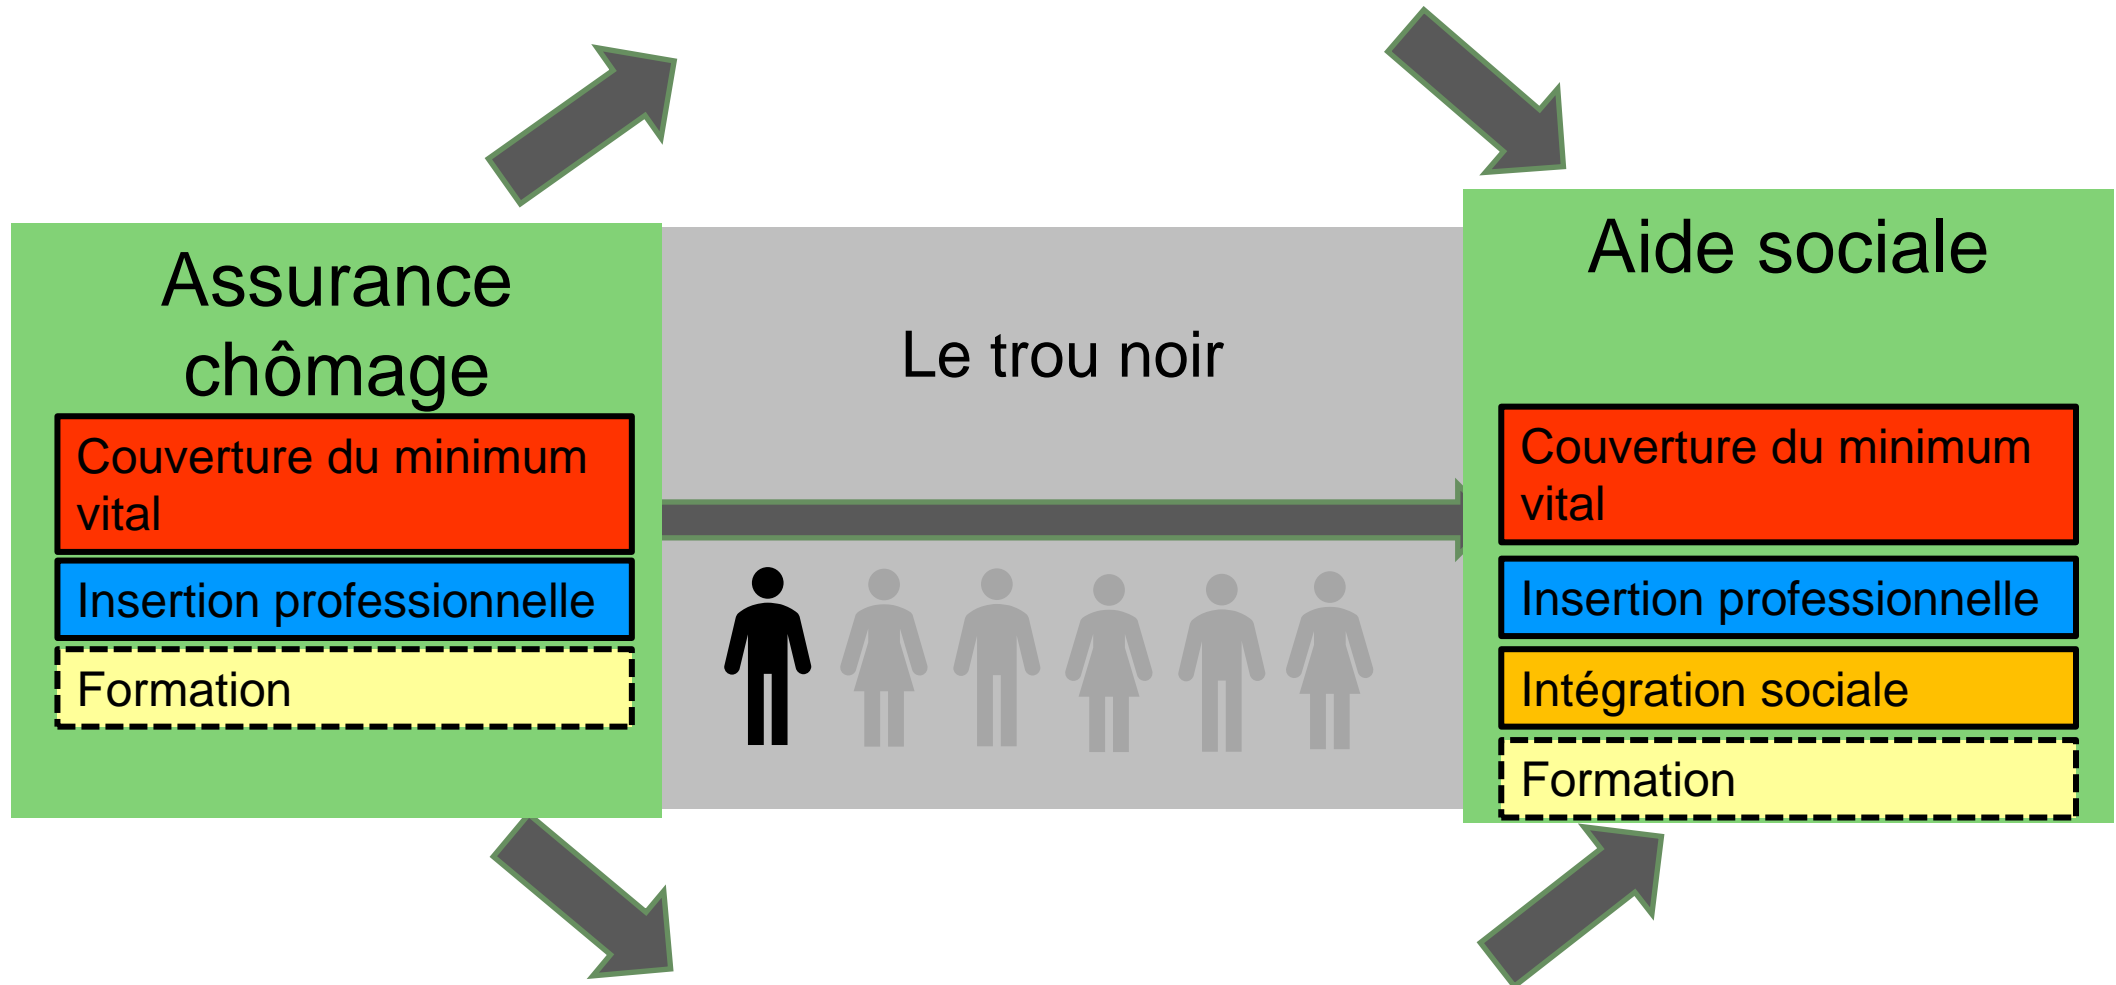 Assurance
chômage
Couverture du minimum
vital
Insertion professionnelle
Formation
Le trou noir
Aide sociale
Couverture du minimum
vital
Insertion professionnelle
Intégration sociale
Formation